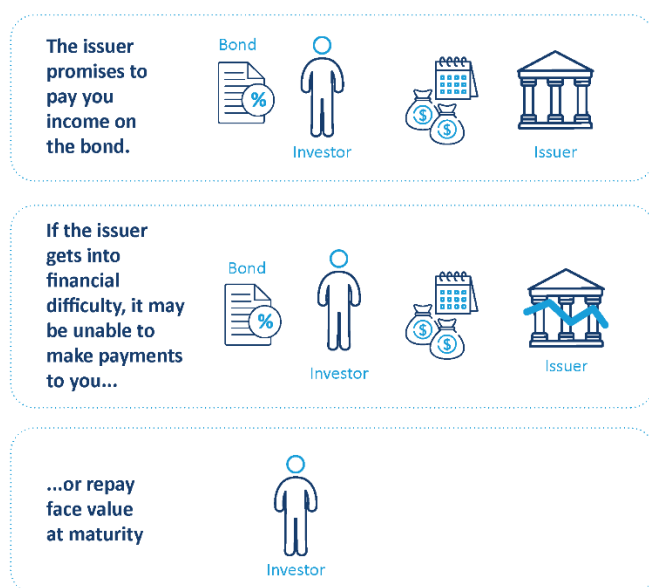 The issuer
promises to
pay you
income on
the bond.
Bond
%
Investor
$ $
Issuer
If the issuer
gets into
financial
difficulty, it may
be unable to
make payments
to you...
Bond
%
Investor
$ $
Issuer
...or repay
face value
at maturity
Investor